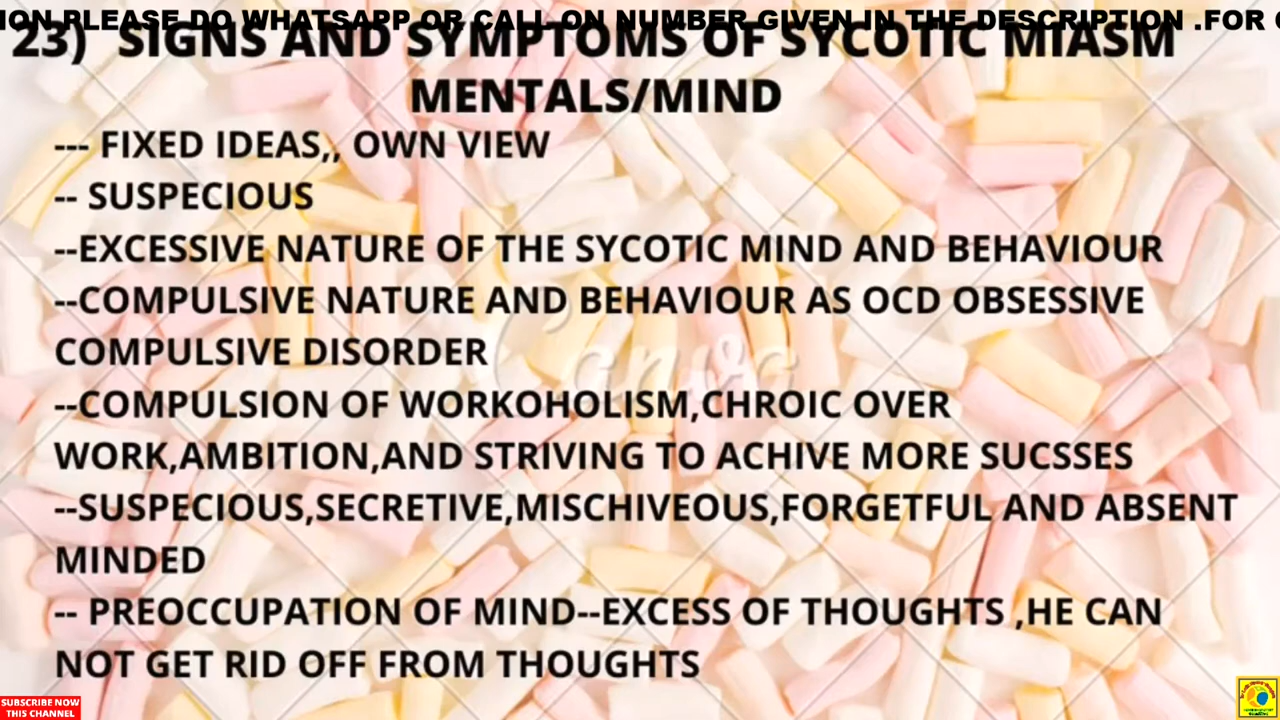 ION PLEASE DO WHATSAPP OR CALL ON NUMBER GIVEN IN THE DESCRIPTION .FOR
23) SIGNS AND SYMPTOMS OF SYCOTIC MIASM
MENTALS/MIND
--- FIXED IDEAS,, OWN VIEW
-- SUSPECIOUS
--EXCESSIVE NATURE OF THE SYCOTIC MIND AND BEHAVIOUR
--COMPULSIVE NATURE AND BEHAVIOUR AS OCD OBSESSIVE
COMPULSIVE DISORDER
--COMPULSION OF WORKOHOLISM,CHROIC OVER
WORK,AMBITION,AND STRIVING TO ACHIVE MORE SUCSSES
--SUSPECIOUS,SECRETIVE,MISCHIVEOUS,FORGETFUL AND ABSENT
MINDED
-- PREOCCUPATION OF MIND--EXCESS OF THOUGHTS ,HE CAN
NOT GET RID OFF FROM THOUGHTS
Canva
SUBSCRIBE NOW
THIS CHANNEL